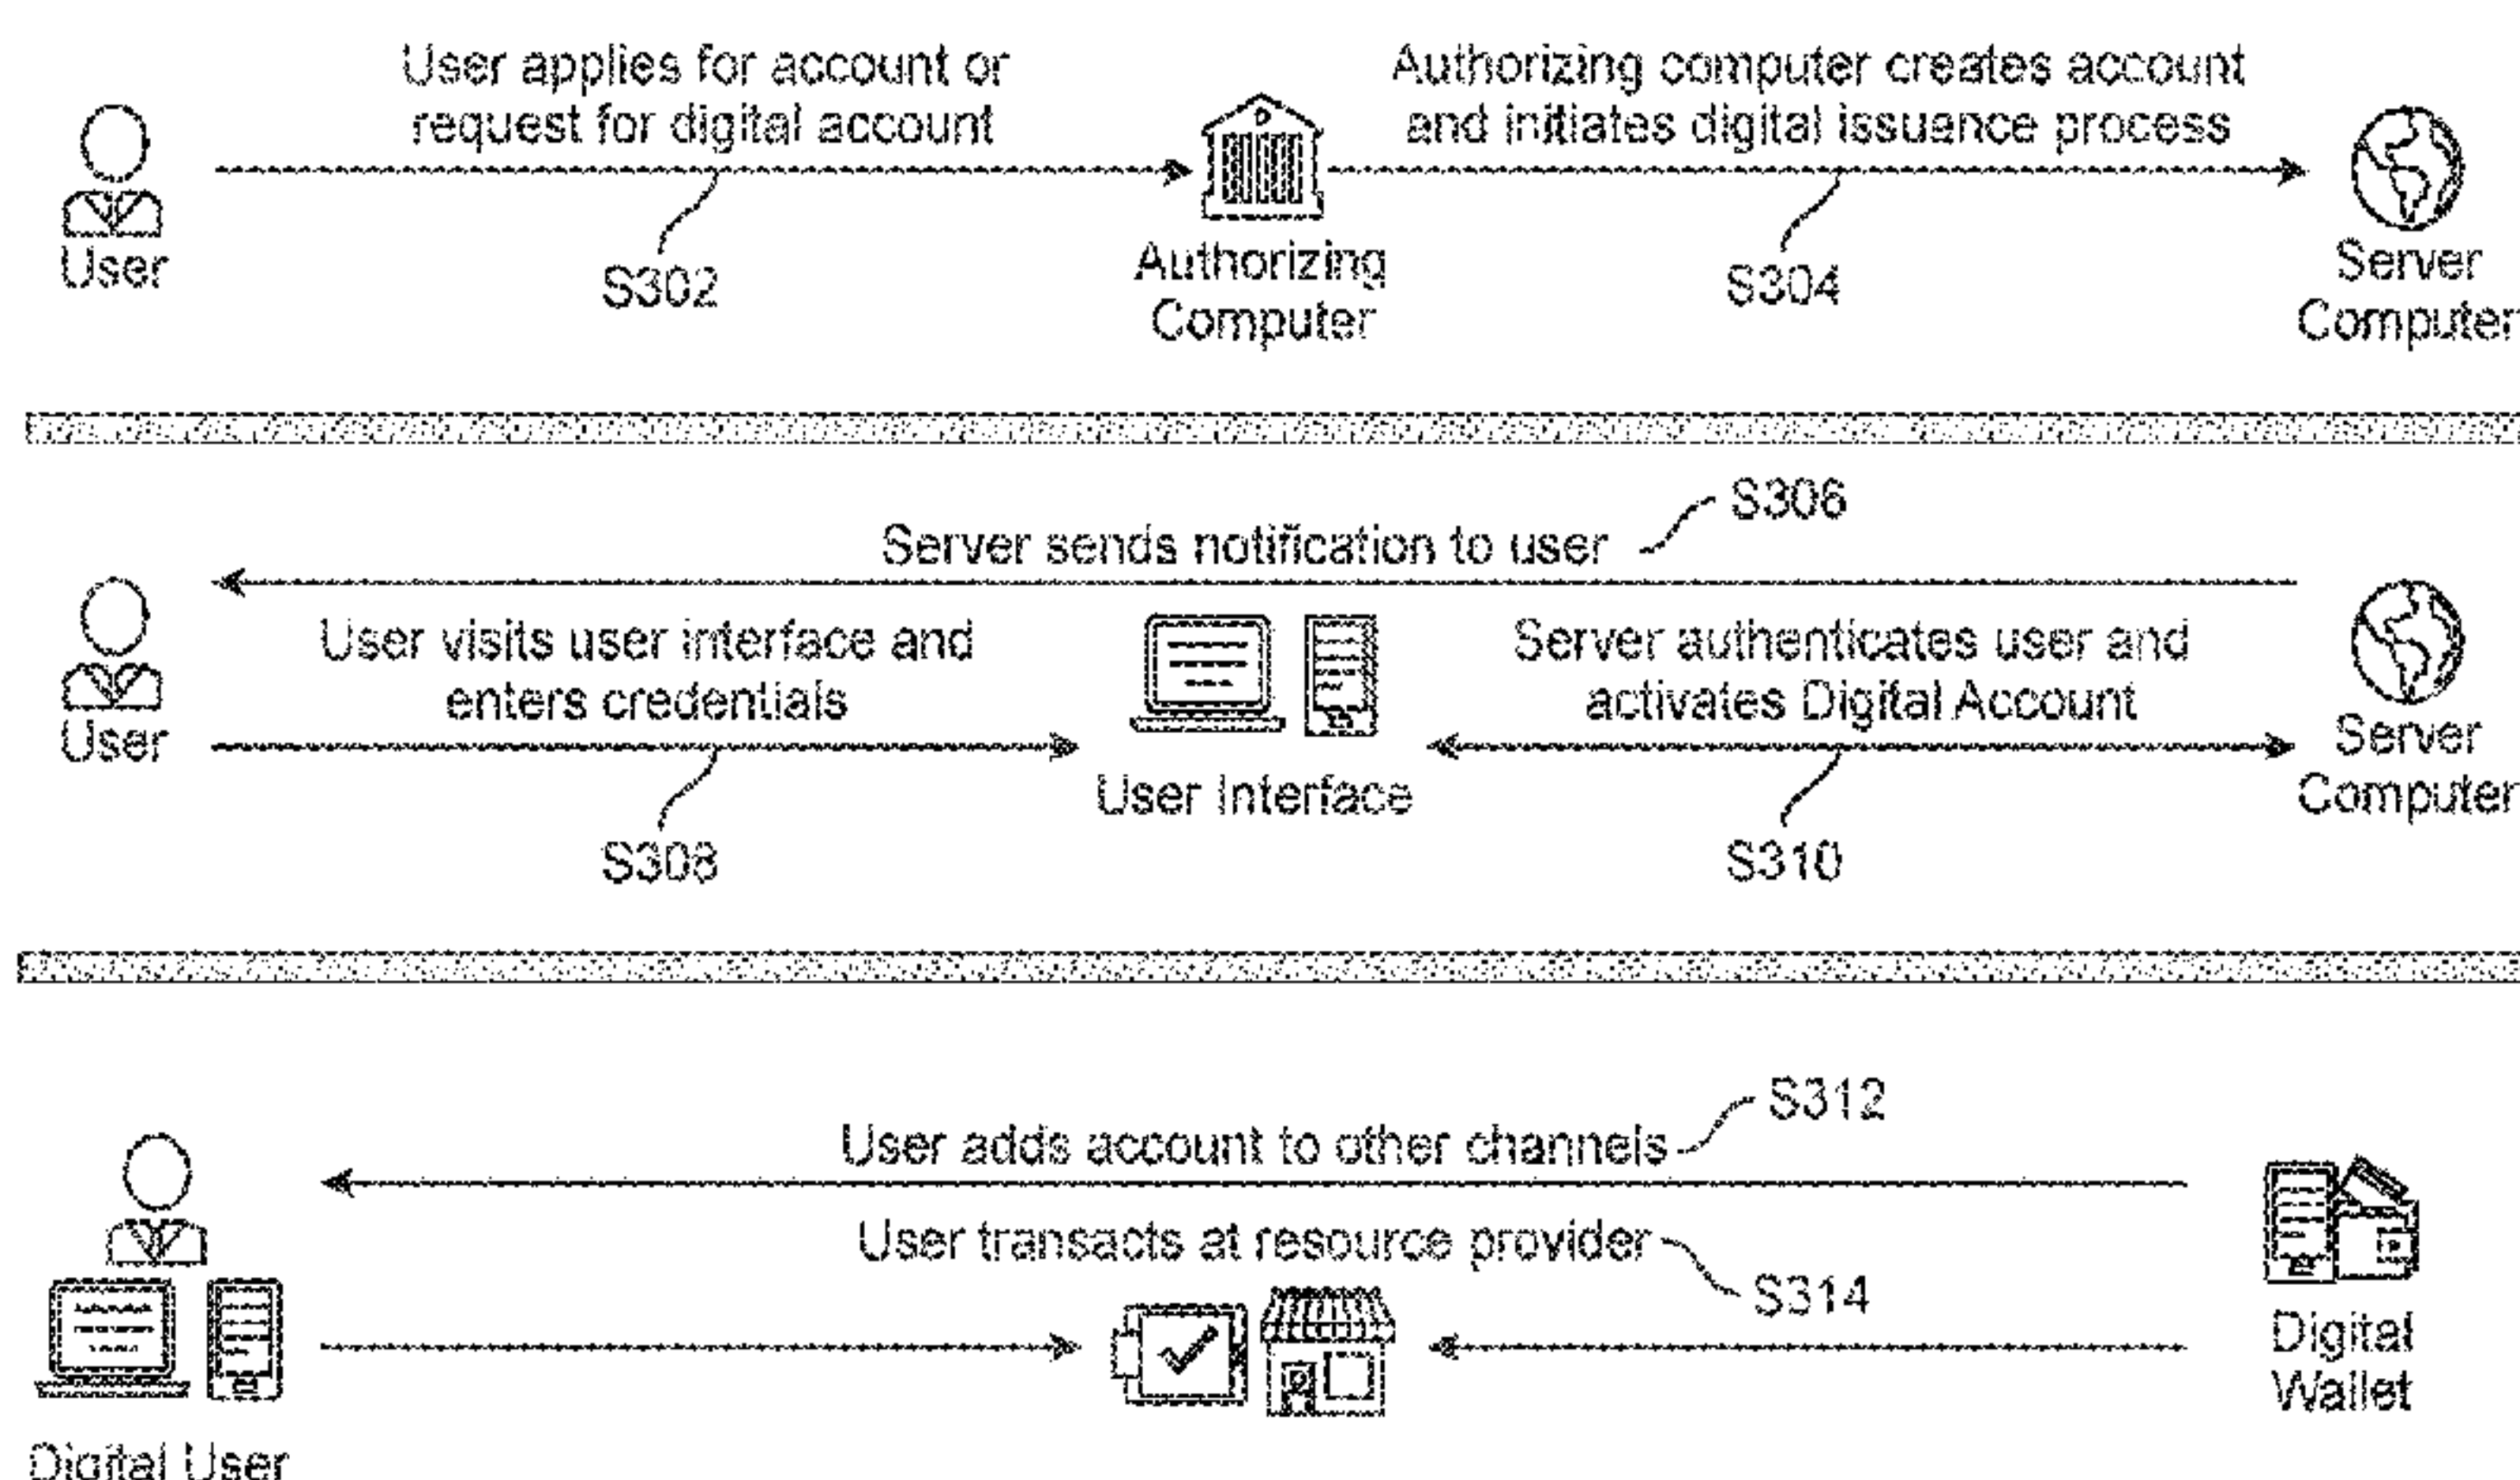 User applies for account or
request for digital account
Authorizing computer creates account
and initiates digital issuance process
User
S302
Authorizing
Computer
S304
Server
Computer
S306
Server sends notification to user
User visits user interface and
enters credentials
Server authenticates user and
activates Digital Account
User
User Interface
Server
Computer
S308
S310
S312
User adds account to other channels
User transacts at resource provider
S314
Digital
Wallet
Digital User